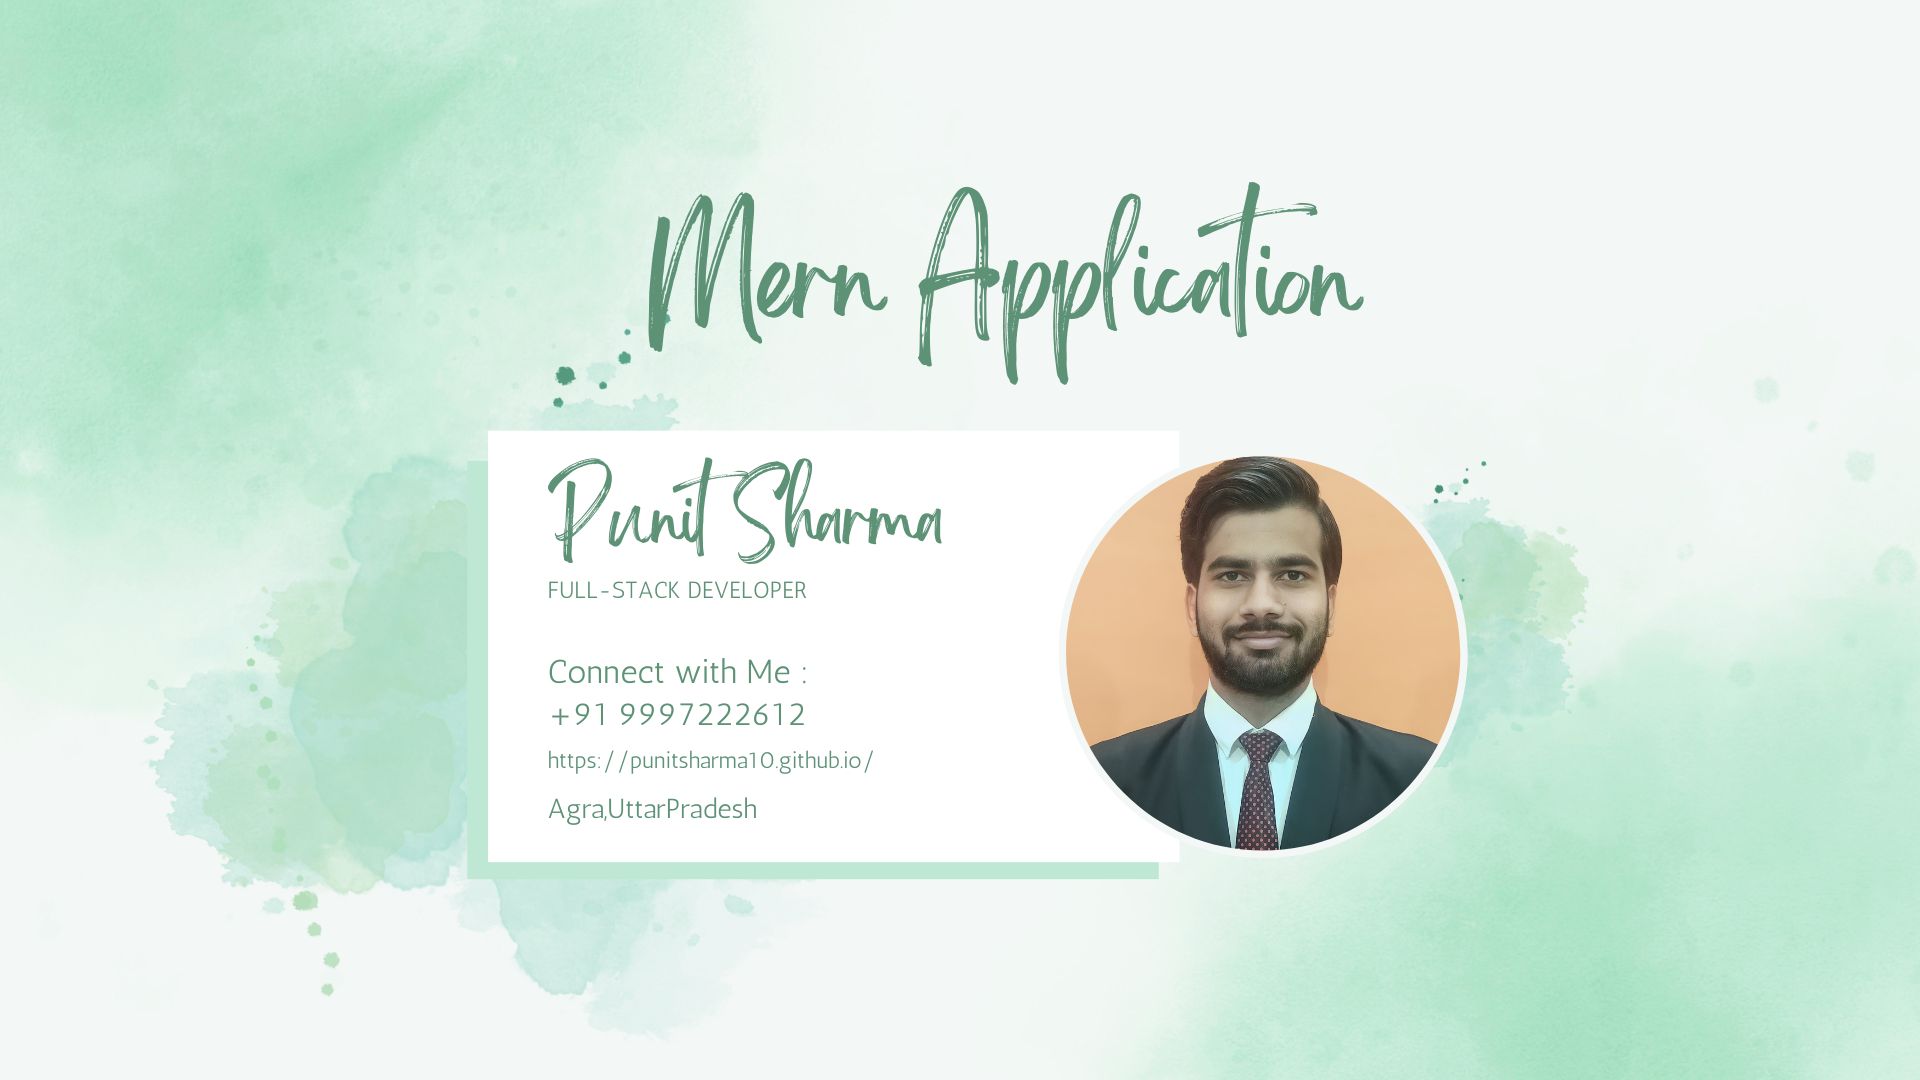 Mern Application
Punit Sharma
FULL-STACK DEVELOPER
Connect with Me :
+91 9997222612
https://punitsharma10.github.io/
Agra,UttarPradesh